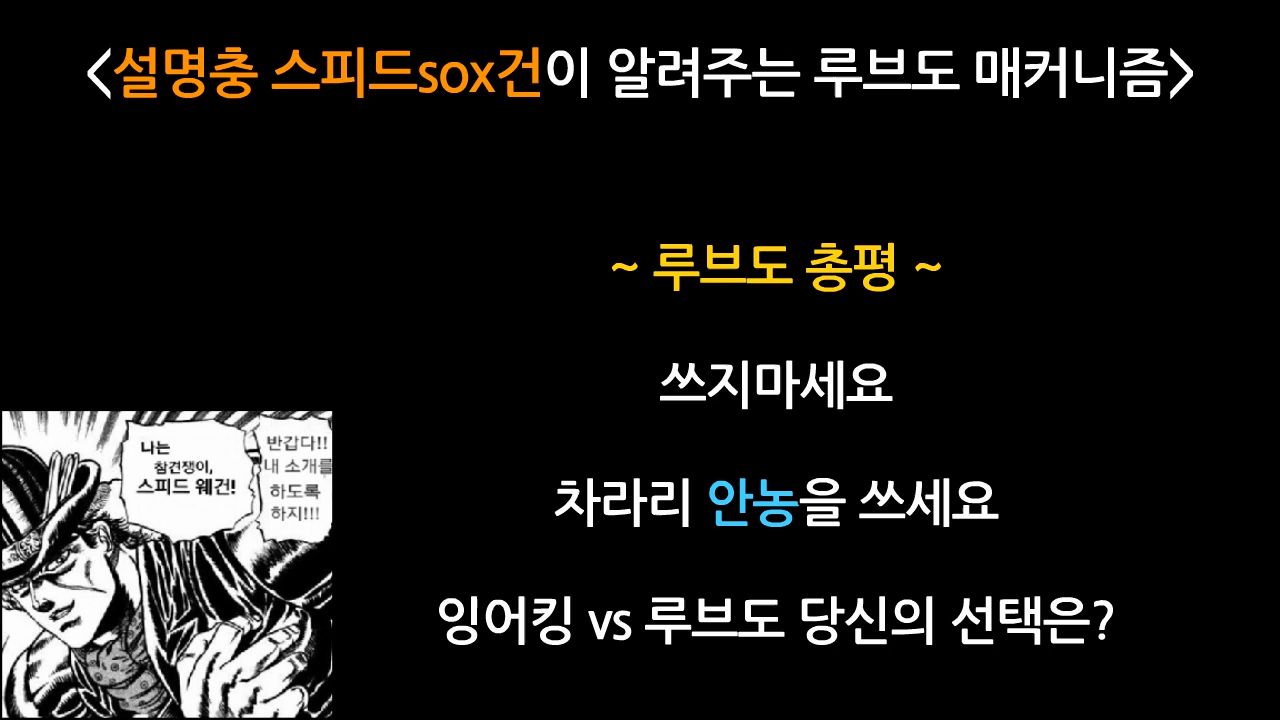 <설명충 스피드sox건이 알려주는 루브도 매커니즘>
~ 루브도 총평 ~
쓰지마세요
차라리 안농을 쓰세요
잉어킹 vs 루브도 당신의 선택은?
나는
참견쟁이,
스피드 웨건!
반갑다!!
내 소개를
하도록
하지!!!